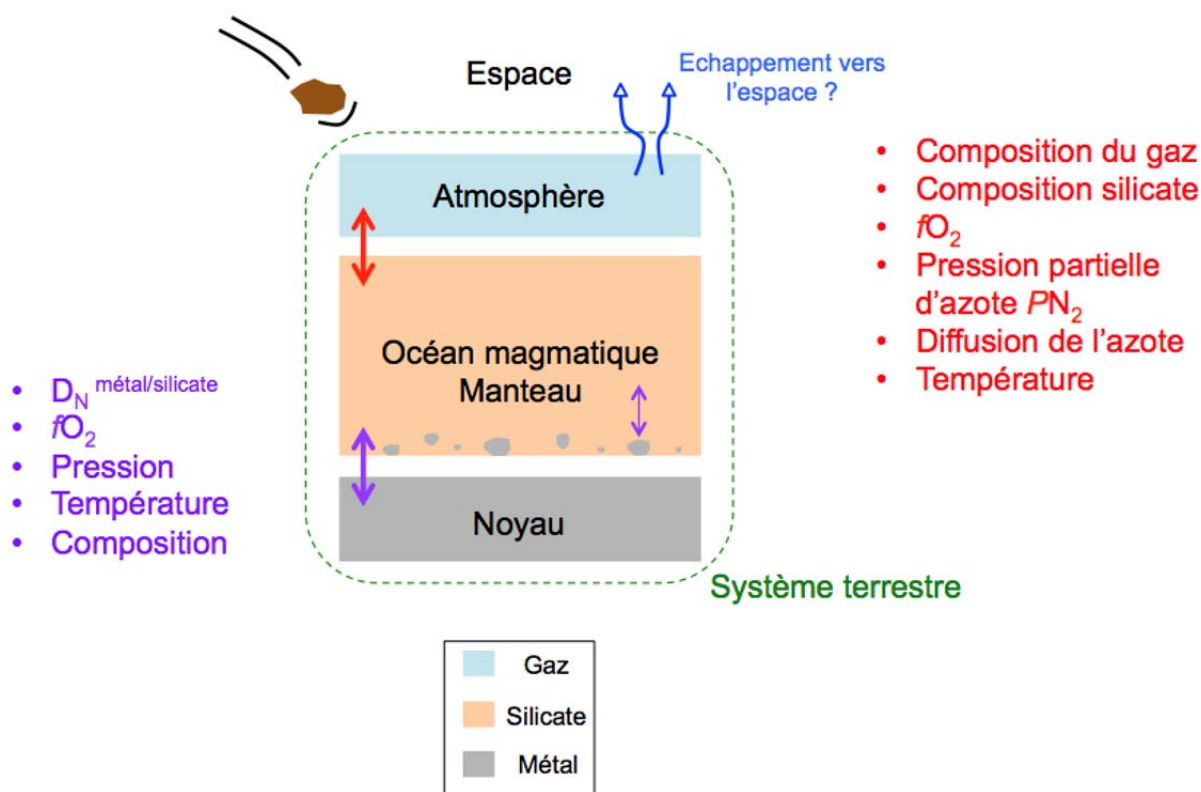 Espace
Echappement vers
l'espace ?
Atmosphère
Océan magmatique
Manteau
Noyau
Système terrestre
• Composition du gaz
• Composition silicate
• fO₂
• Pression partielle
d'azote PN₂
• Diffusion de l'azote
• Température
• D_N métal/silicate
• fO₂
• Pression
• Température
• Composition
Gaz
Silicate
Métal